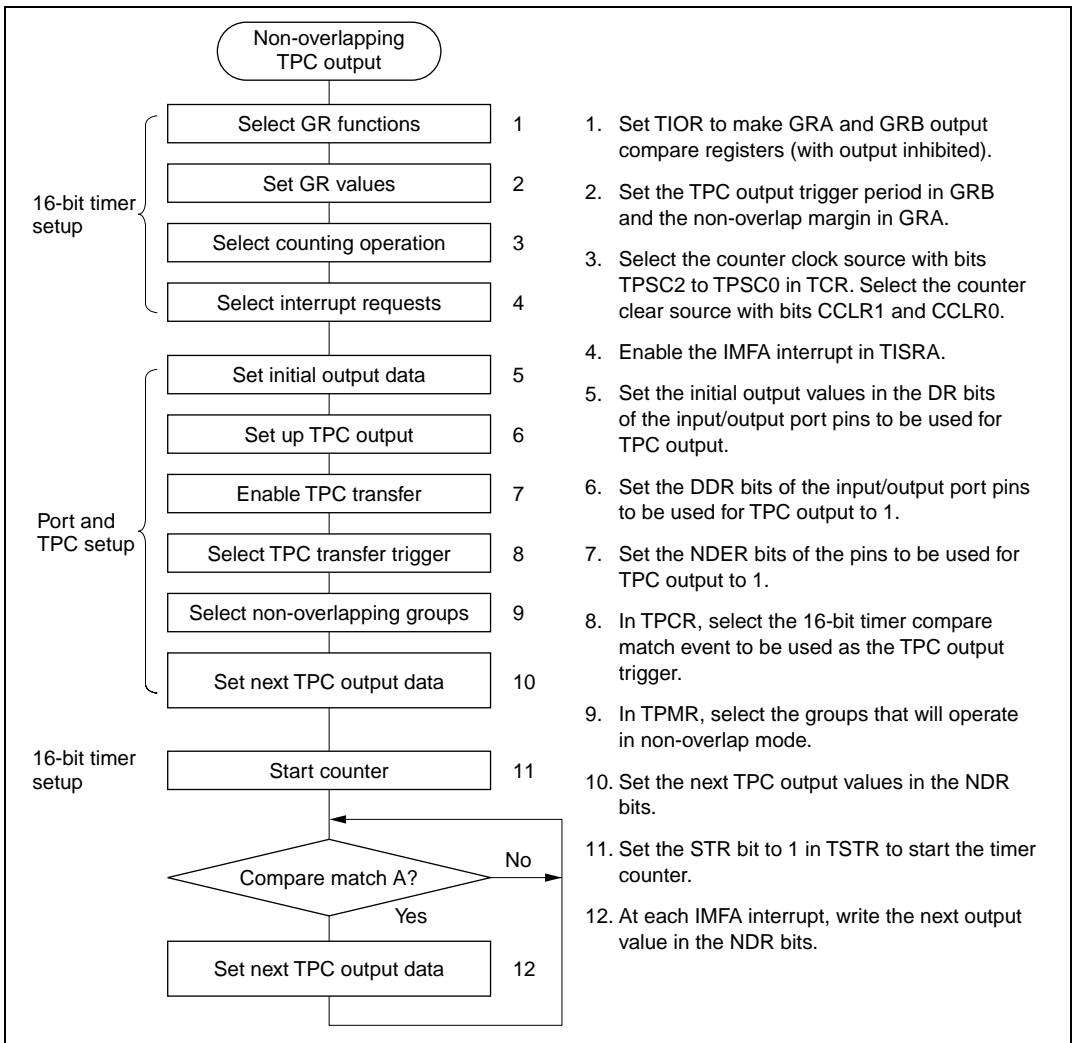 Non-overlapping
TPC output
16-bit timer
setup
Select GR functions
1
Set GR values
2
Select counting operation
3
Select interrupt requests
4
Port and
TPC setup
Set initial output data
5
Set up TPC output
6
Enable TPC transfer
7
Select TPC transfer trigger
8
Select non-overlapping groups
9
Set next TPC output data
10
16-bit timer
setup
Start counter
11
Compare match A?
No
Yes
Set next TPC output data
12
1. Set TIOR to make GRA and GRB output
compare registers (with output inhibited).
2. Set the TPC output trigger period in GRB
and the non-overlap margin in GRA.
3. Select the counter clock source with bits
TPSC2 to TPSC0 in TCR. Select the counter
clear source with bits CCLR1 and CCLR0.
4. Enable the IMFA interrupt in TISRA.
5. Set the initial output values in the DR bits
of the input/output port pins to be used for
TPC output.
6. Set the DDR bits of the input/output port pins
to be used for TPC output to 1.
7. Set the NDER bits of the pins to be used for
TPC output to 1.
8. In TPCR, select the 16-bit timer compare
match event to be used as the TPC output
trigger.
9. In TPMR, select the groups that will operate
in non-overlap mode.
10. Set the next TPC output values in the NDR
bits.
11. Set the STR bit to 1 in TSTR to start the timer
counter.
12. At each IMFA interrupt, write the next output
value in the NDR bits.